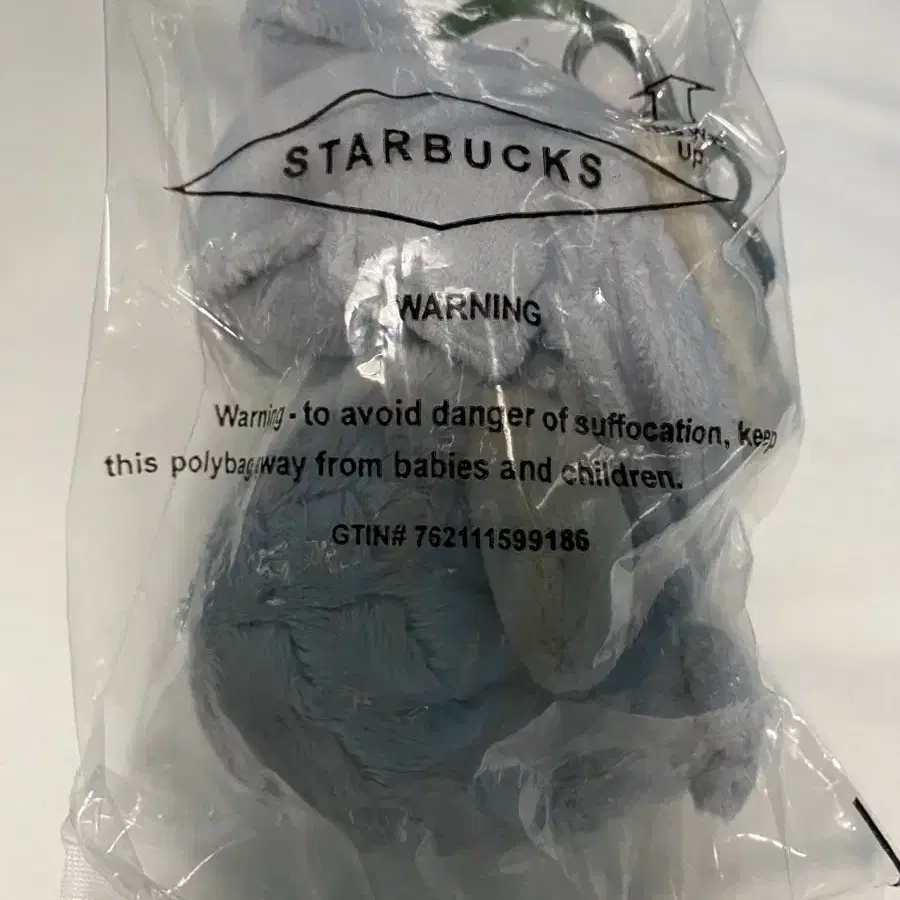 STARBUCKS
UP
WARNING
Warning - to avoid danger of suffocation, keep
this polybag away from babies and children.
GTIN# 762111599186